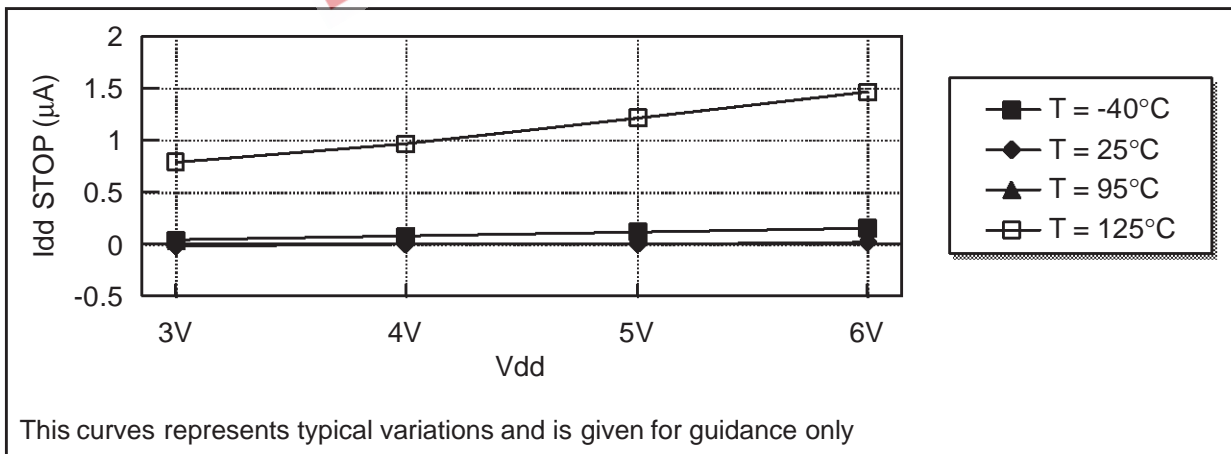 2
1.5
1
0.5
0
-0.5
Idd STOP (µA)
3V 4V 5V 6V
Vdd
T = -40°C
T = 25°C
T = 95°C
T = 125°C
This curves represents typical variations and is given for guidance only